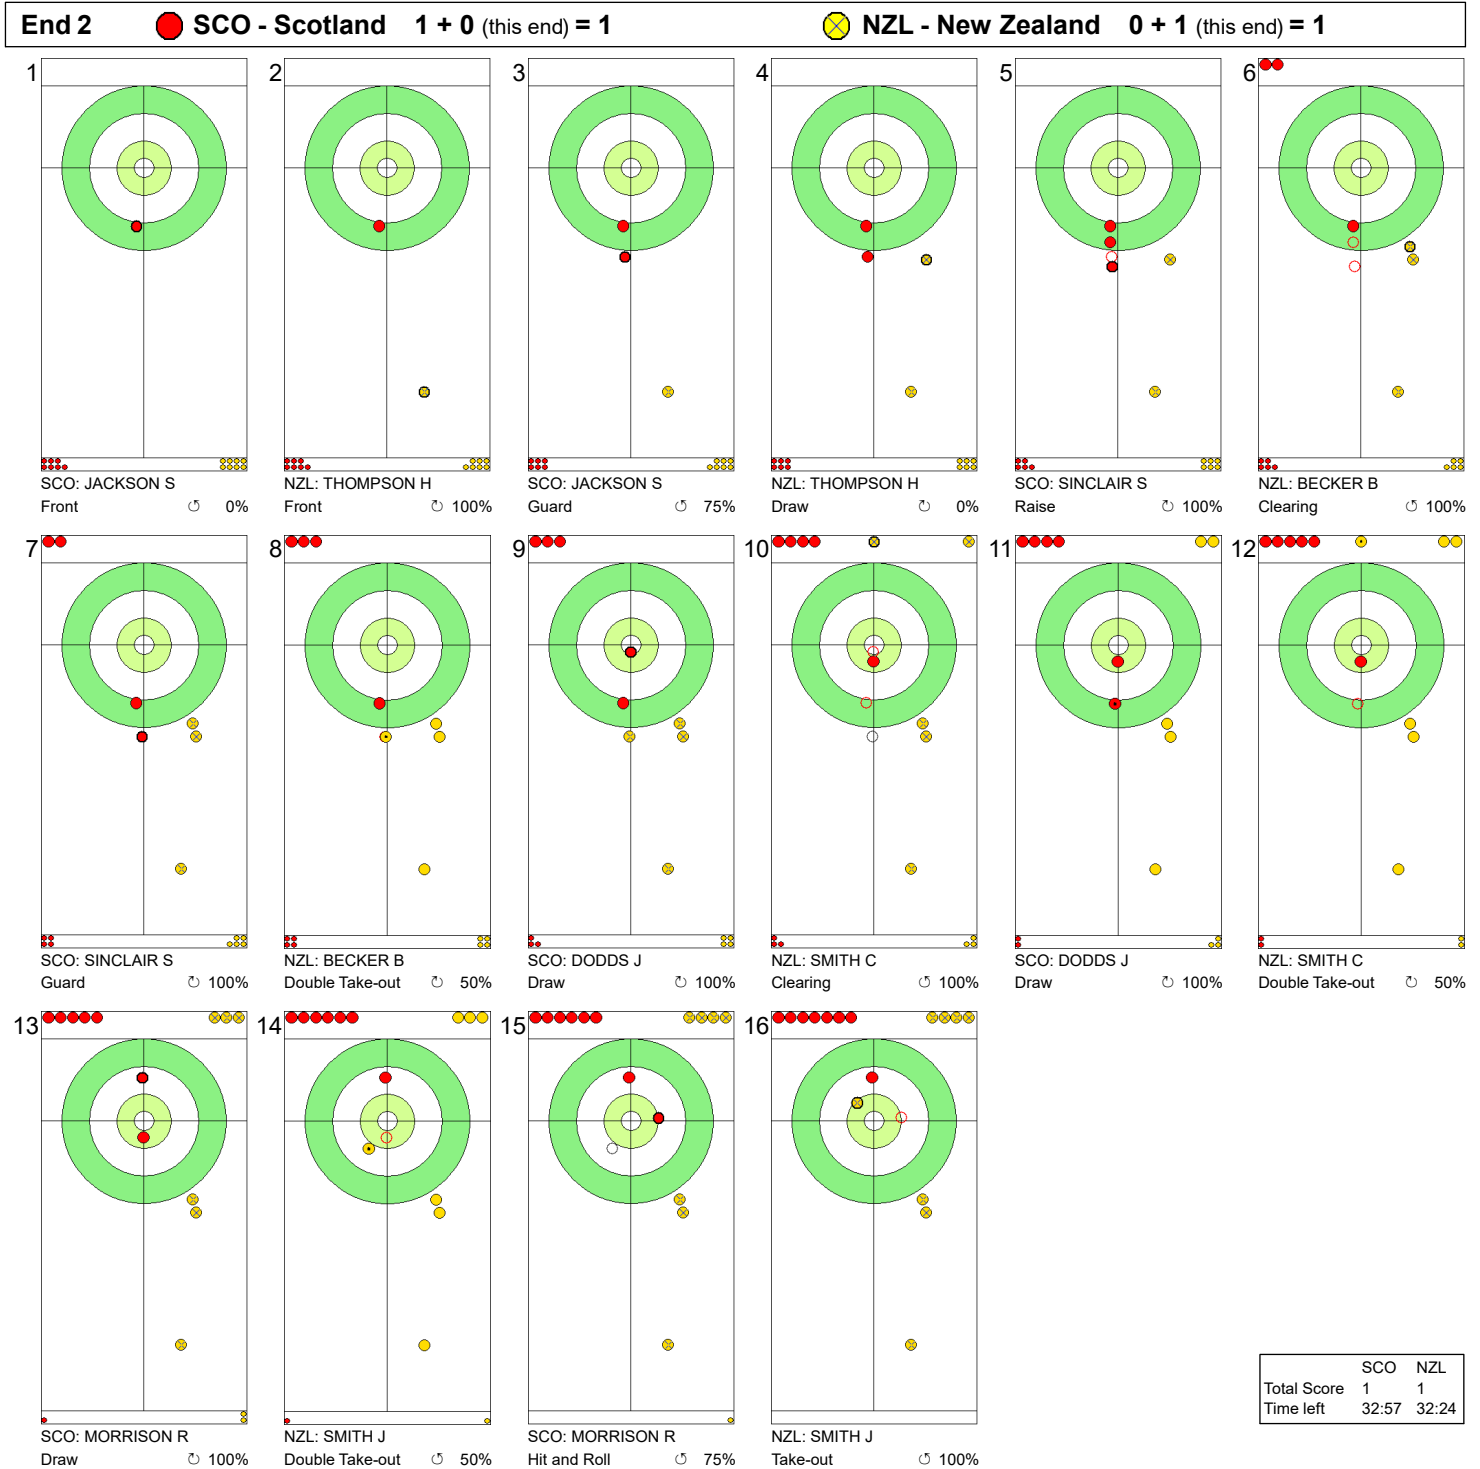 End 2 SCO - Scotland 1 + 0 (this end) = 1 NZL - New Zealand 0 + 1 (this end) = 1
1 2 3 4 5 6
SCO: JACKSON S NZL: THOMPSON H SCO: JACKSON S NZL: THOMPSON H SCO: SINCLAIR S NZL: BECKER B
Front ↺ 0% Front ↻ 100% Guard ↺ 75% Draw ↻ 0% Raise ↻ 100% Clearing ↺ 100%
7 8 9 10 11 12
SCO: SINCLAIR S NZL: BECKER B SCO: DODDS J NZL: SMITH C SCO: DODDS J NZL: SMITH C
Guard ↻ 100% Double Take-out ↻ 50% Draw ↻ 100% Clearing ↺ 100% Draw ↻ 100% Double Take-out ↻ 50%
13 14 15 16
SCO: MORRISON R NZL: SMITH J SCO: MORRISON R NZL: SMITH J
Draw ↻ 100% Double Take-out ↺ 50% Hit and Roll ↺ 75% Take-out ↻ 100%
SCO NZL
Total Score 1 1
Time left 32:57 32:24